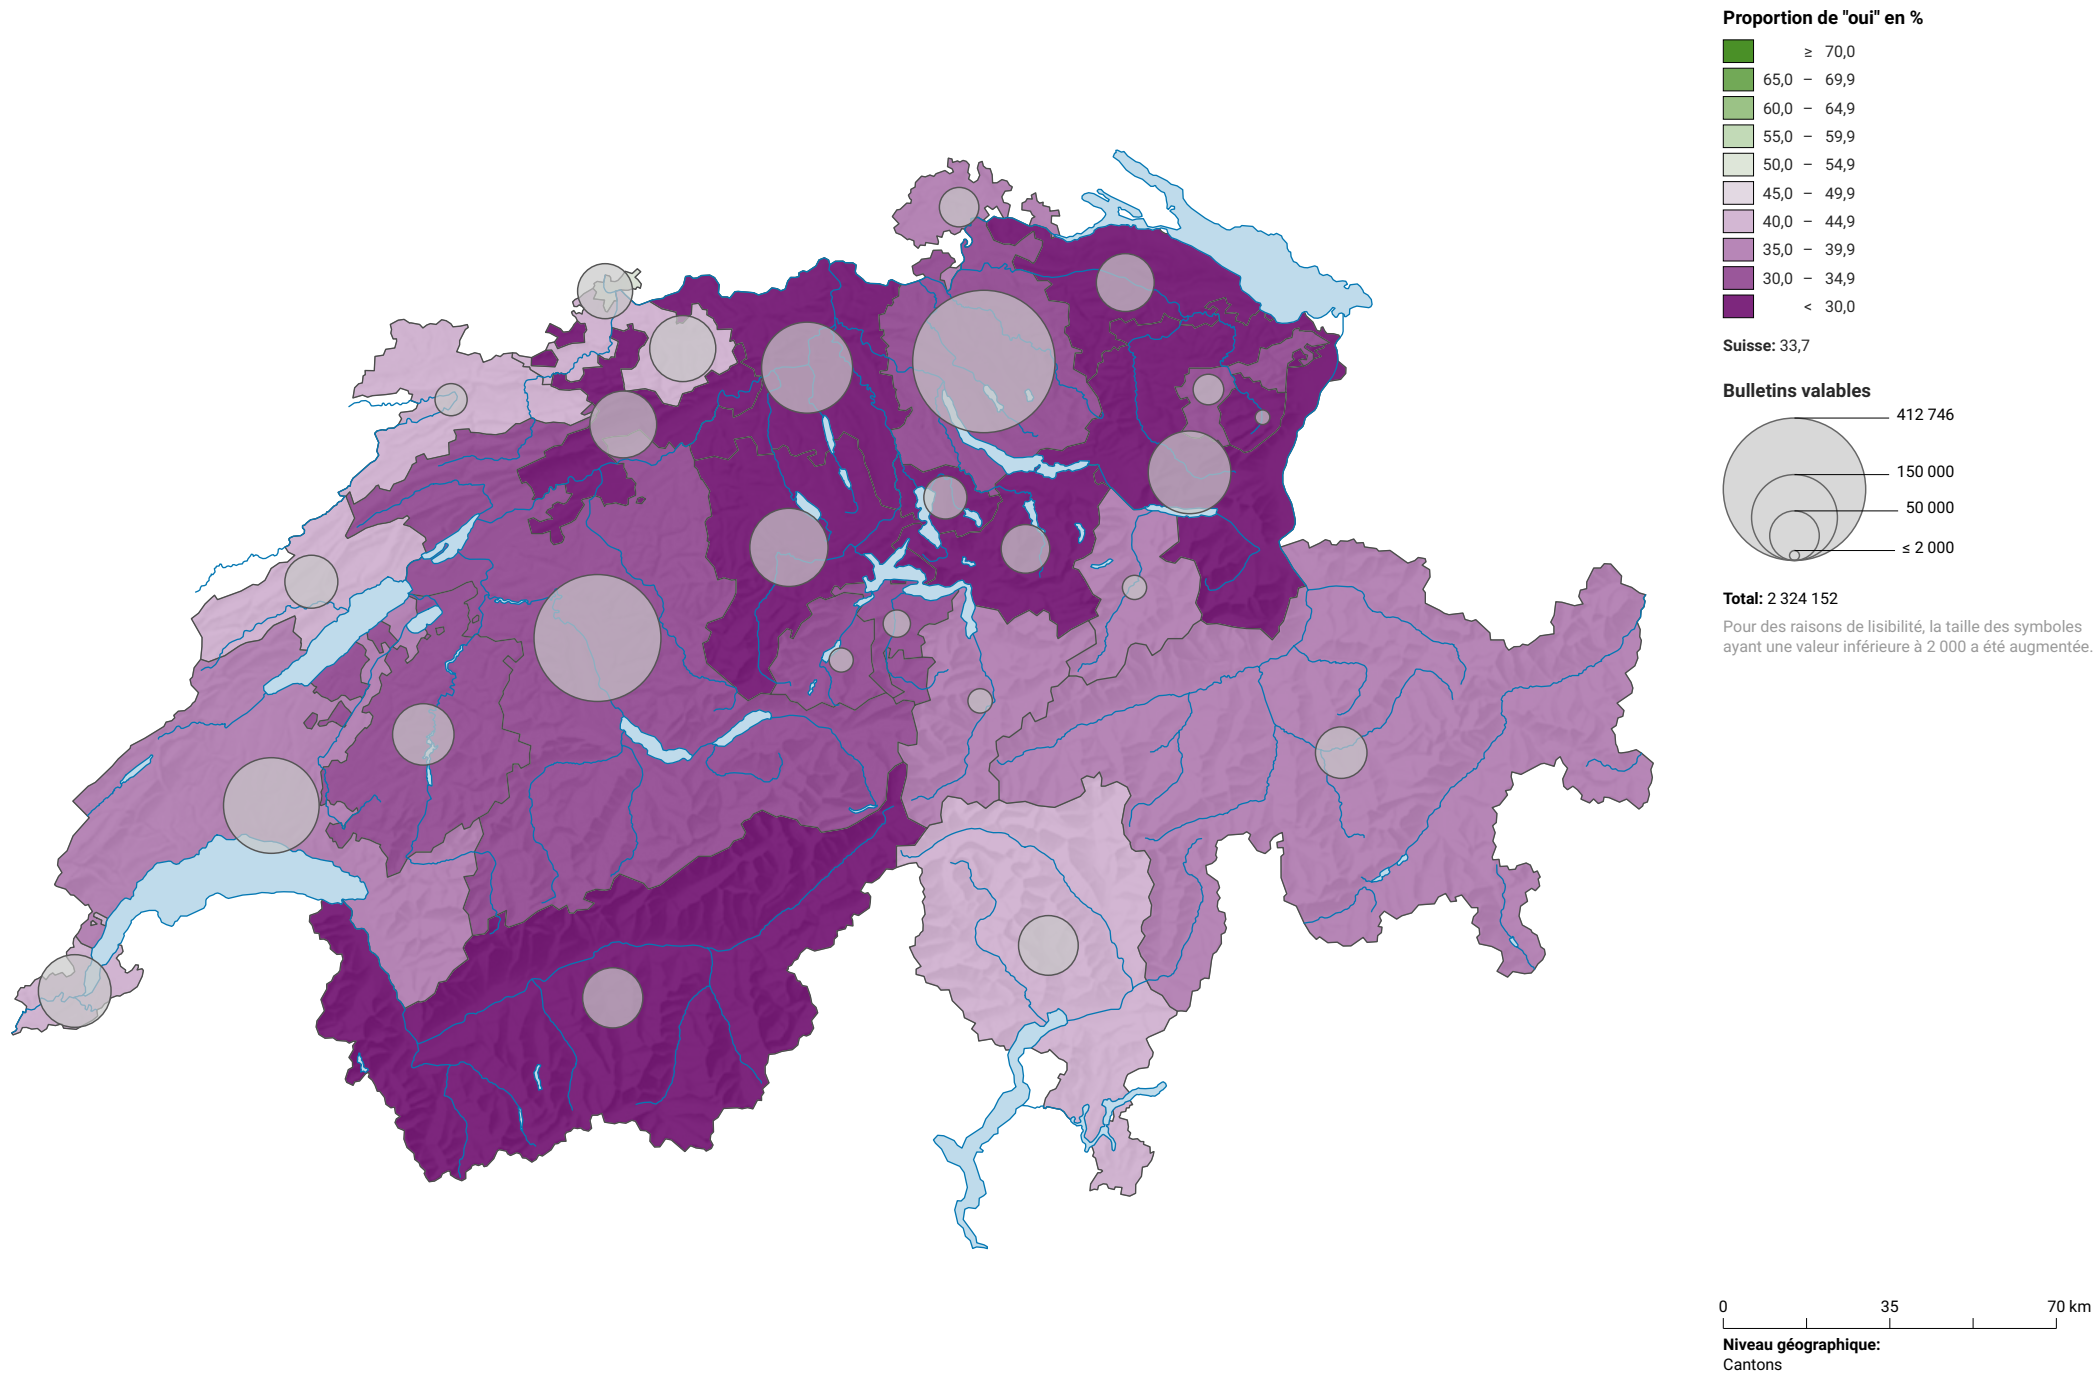 Proportion de "oui" en %
≥ 70,0
65,0 – 69,9
60,0 – 64,9
55,0 – 59,9
50,0 – 54,9
45,0 – 49,9
40,0 – 44,9
35,0 – 39,9
30,0 – 34,9
< 30,0
Suisse: 33,7
Bulletins valables
412 746
150 000
50 000
≤ 2 000
Total: 2 324 152
Pour des raisons de lisibilité, la taille des symboles
ayant une valeur inférieure à 2 000 a été augmentée.
0 35 70 km
Niveau géographique:
Cantons